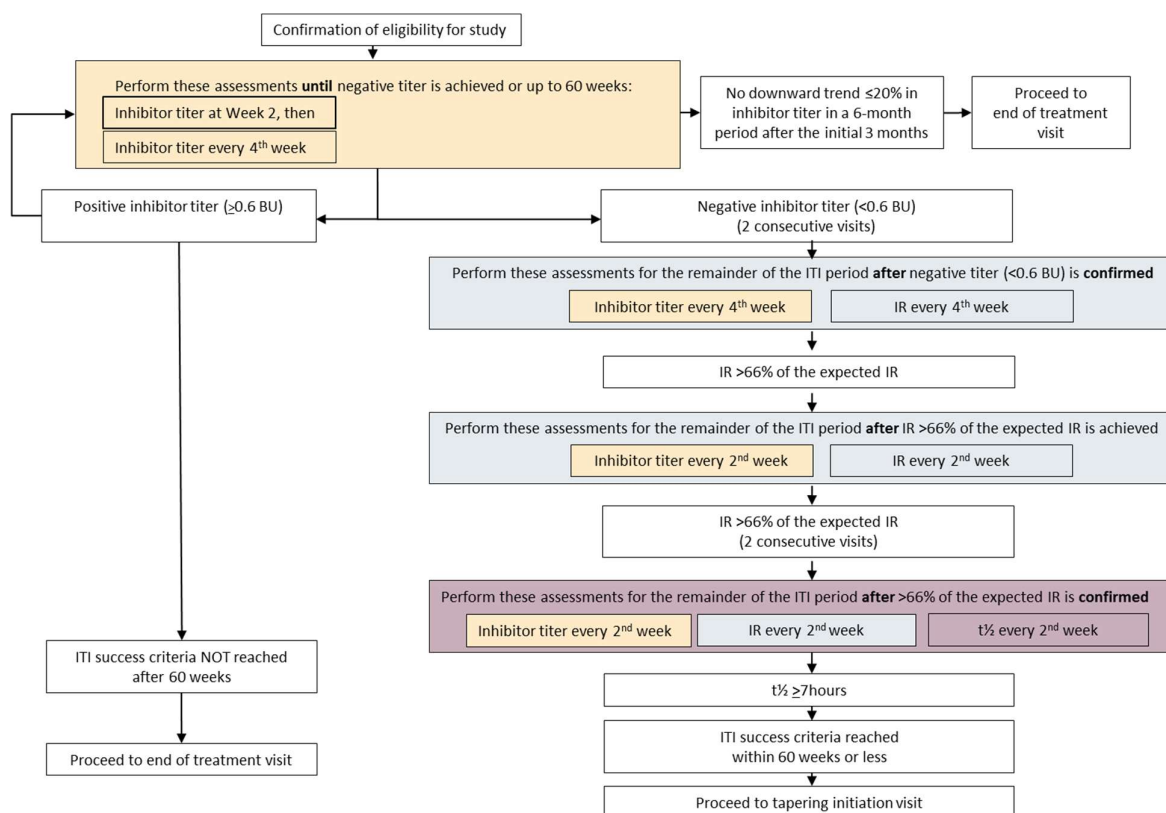 Confirmation of eligibility for study
Perform these assessments until negative titer is achieved or up to 60 weeks:
Inhibitor titer at Week 2, then
Inhibitor titer every 4th week
No downward trend ≤20% in
inhibitor titer in a 6-month
period after the initial 3 months
Proceed to
end of treatment
visit
Positive inhibitor titer (≥0.6 BU)
Negative inhibitor titer (<0.6 BU)
(2 consecutive visits)
Perform these assessments for the remainder of the ITI period after negative titer (<0.6 BU) is confirmed
Inhibitor titer every 4th week
IR every 4th week
IR >66% of the expected IR
Perform these assessments for the remainder of the ITI period after IR >66% of the expected IR is achieved
Inhibitor titer every 2nd week
IR every 2nd week
IR >66% of the expected IR
(2 consecutive visits)
Perform these assessments for the remainder of the ITI period after >66% of the expected IR is confirmed
Inhibitor titer every 2nd week
IR every 2nd week
t½ every 2nd week
ITI success criteria NOT reached
after 60 weeks
t½ ≥7hours
ITI success criteria reached
within 60 weeks or less
Proceed to end of treatment visit
Proceed to tapering initiation visit